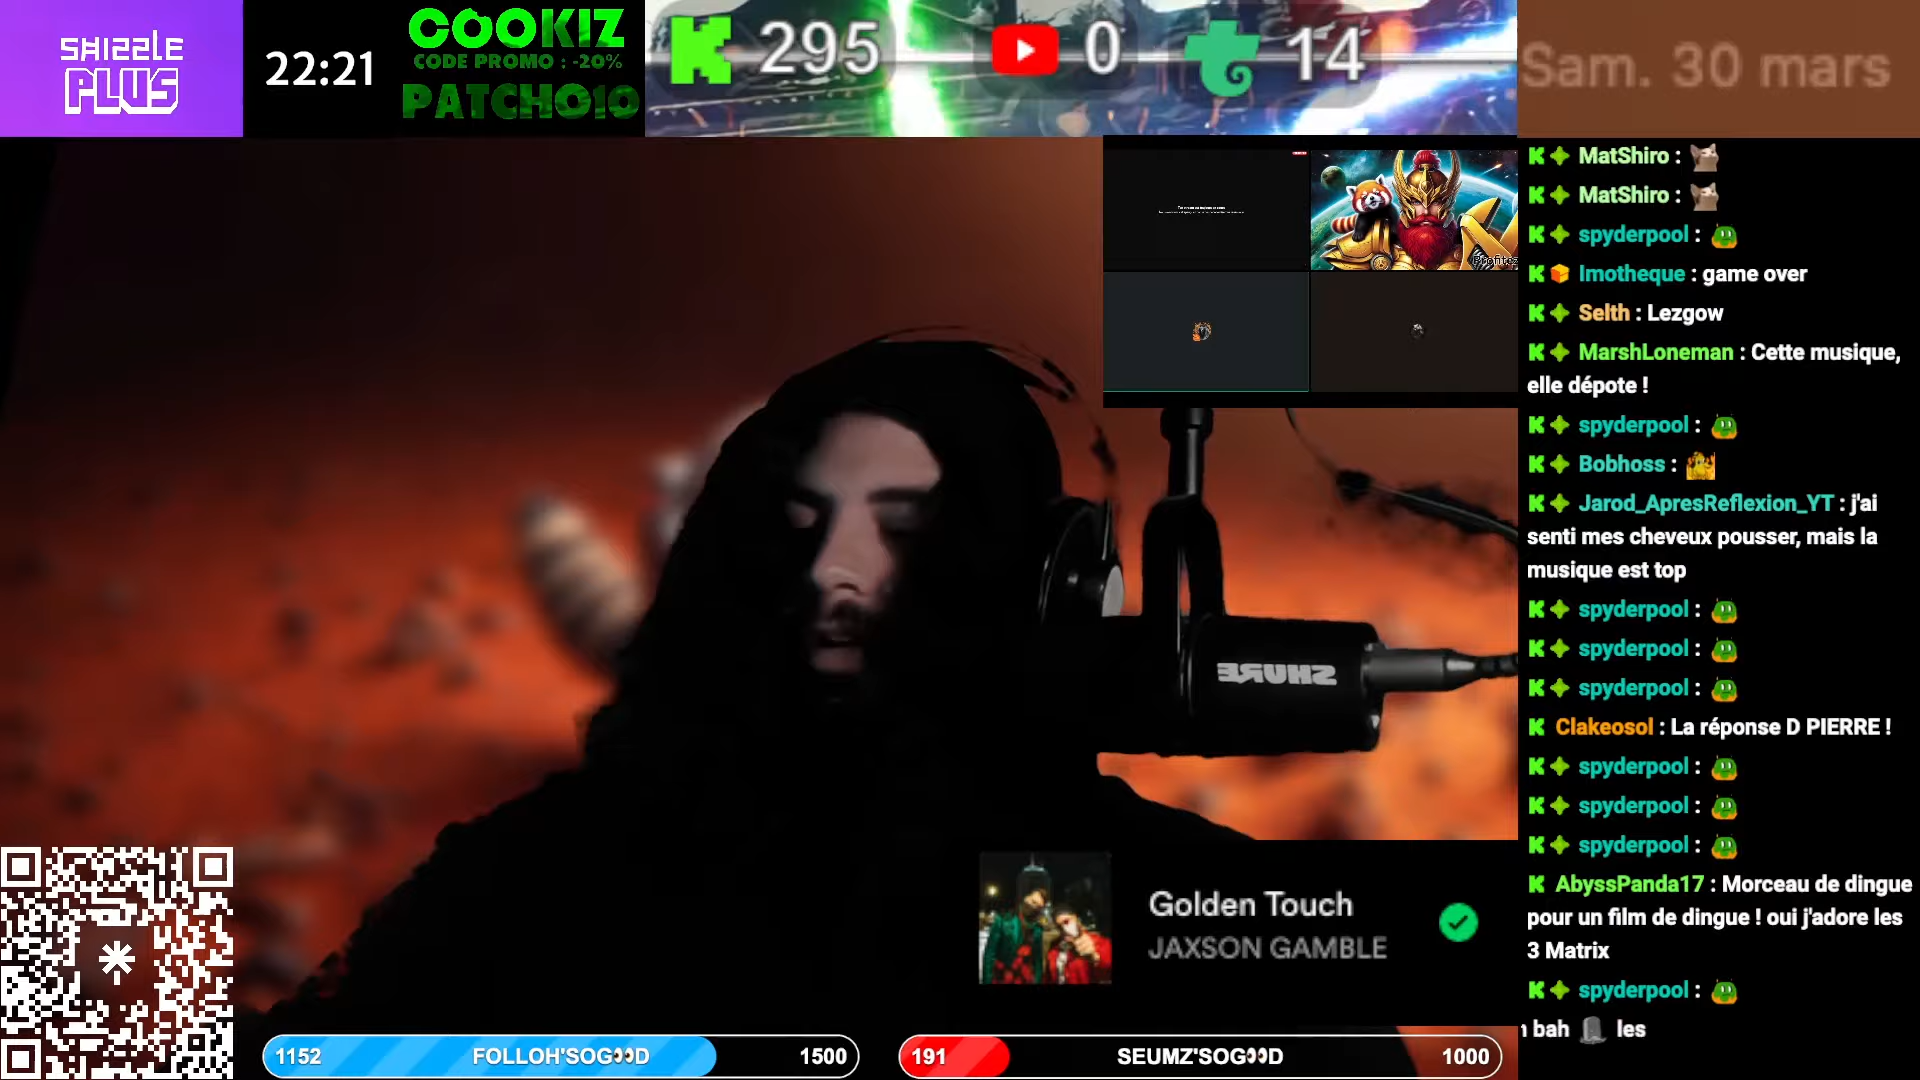 SHIZZLE
PLUS
22:21
COOKIZ
CODE PROMO : -20%
PATCHO10
295
0
14
Sam. 30 mars
MatShiro :
MatShiro :
spyderpool :
Imotheque : game over
Selth : Lezgow
MarshLoneman : Cette musique,
elle dépote !
spyderpool :
Bobhoss :
Jarod_ApresReflexion_YT : j'ai
senti mes cheveux pousser, mais la
musique est top
spyderpool :
spyderpool :
spyderpool :
Clakeosol : La réponse D PIERRE !
spyderpool :
spyderpool :
spyderpool :
AbyssPanda17 : Morceau de dingue
pour un film de dingue ! oui j'adore les
3 Matrix
spyderpool :
bah les
Profitez
SHURE
Golden Touch
JAXSON GAMBLE
1152 FOLLOH'SOG👀D 1500
191 SEUMZ'SOG👀D 1000